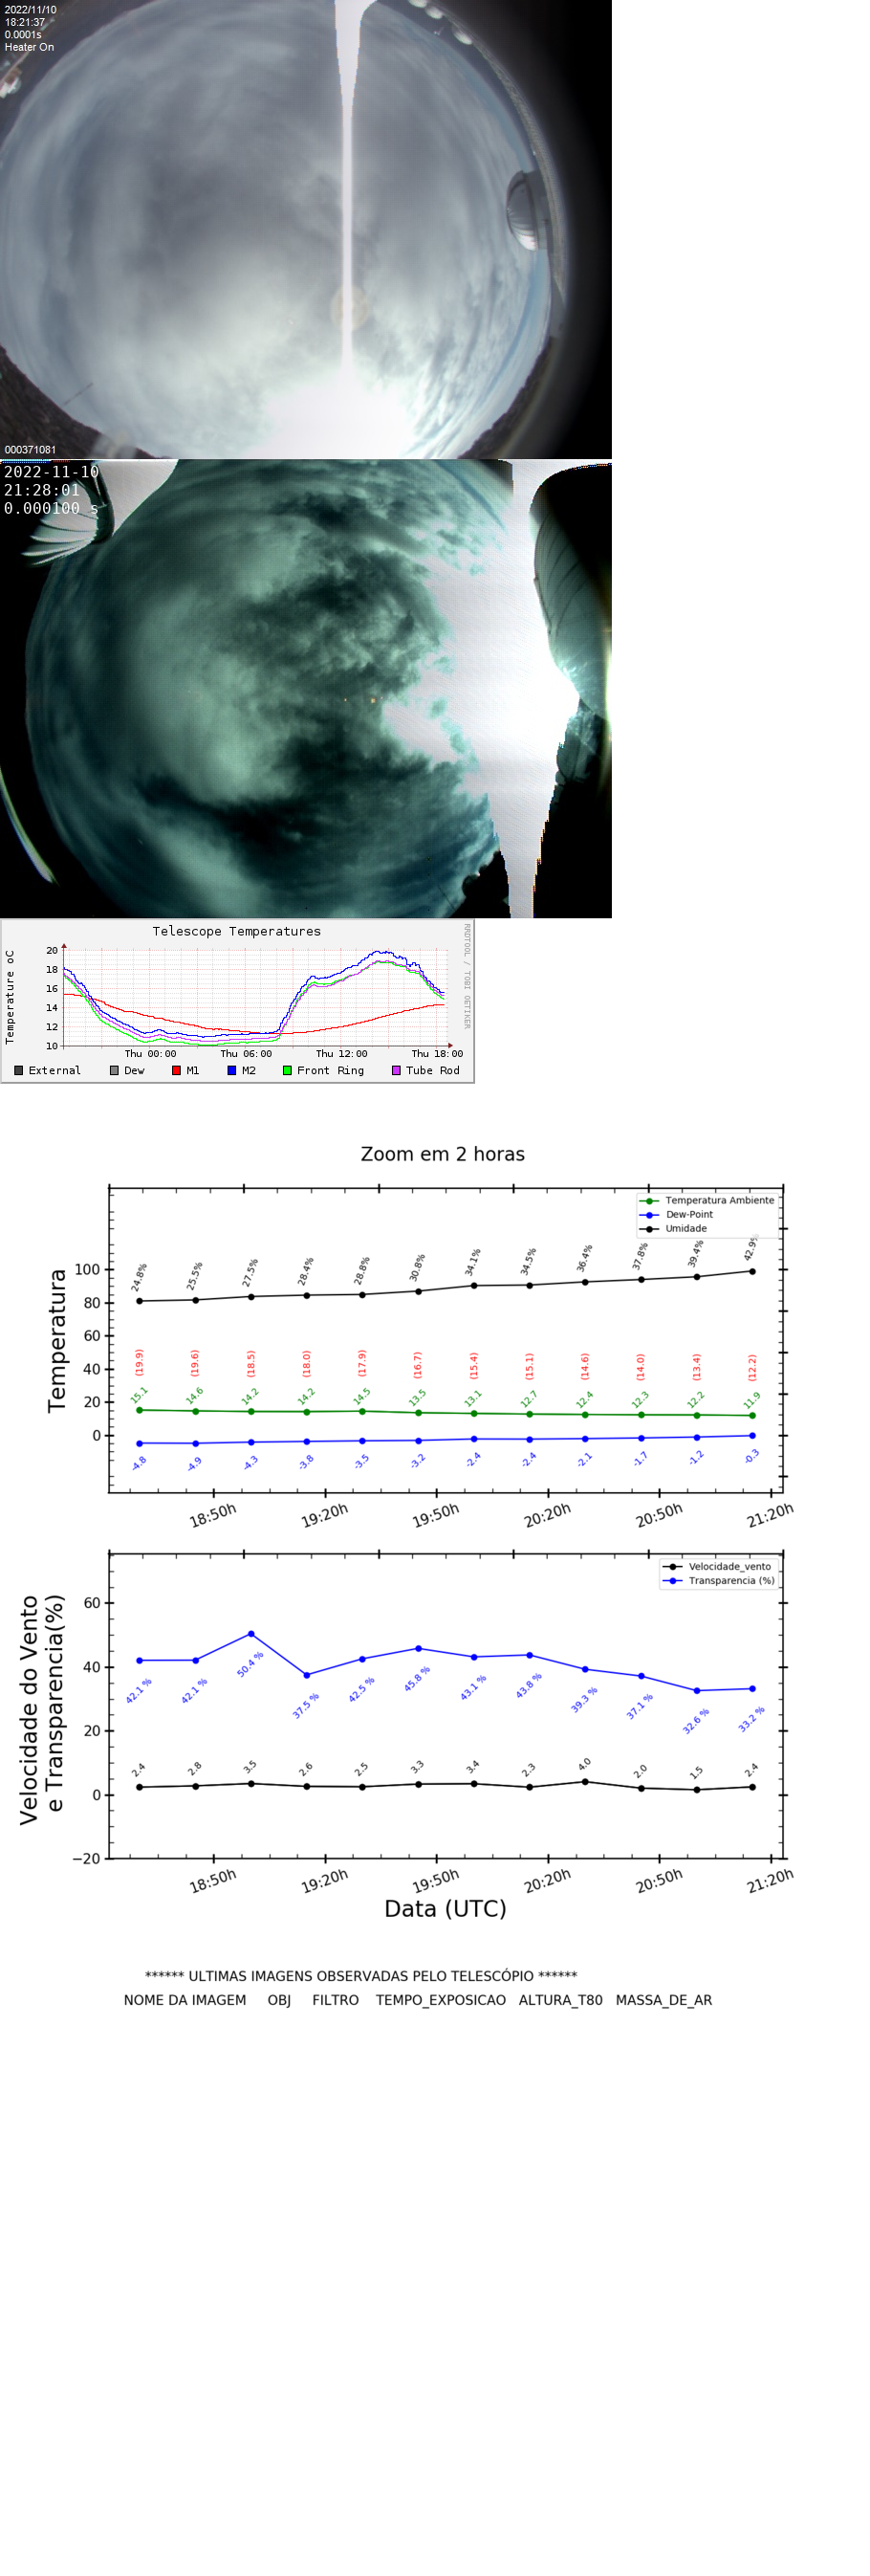 2022/11/10
18:21:37
0.0001s
Heater On
000371081
2022-11-10
21:28:01
0.000100 s
Telescope Temperatures
RRDTOOL / TOBI OETIKER
Temperature oC
20
18
16
14
12
10
Thu 00:00 Thu 06:00 Thu 12:00 Thu 18:00
External Dew M1 M2 Front Ring Tube Rod
Zoom em 2 horas
Temperatura Ambiente
Dew-Point
Umidade
Temperatura
100
80
60
40
20
0
24.8% 25.5% 27.5% 28.4% 28.8% 30.8% 34.1% 34.5% 36.4% 37.8% 39.4% 42.9%
(19.9) (19.6) (18.5) (18.0) (17.9) (16.7) (15.4) (15.1) (14.6) (14.0) (13.4) (12.2)
15.1 14.6 14.2 14.2 14.5 13.5 13.1 12.7 12.4 12.3 12.2 11.9
-4.8 -4.9 -4.3 -3.8 -3.5 -3.2 -2.4 -2.4 -2.1 -1.7 -1.2 -0.3
18:50h 19:20h 19:50h 20:20h 20:50h 21:20h
Velocidade_vento
Transparencia (%)
Velocidade do Vento
e Transparencia(%)
60
40
20
0
−20
42.1 % 42.1 % 50.4 % 37.5 % 42.5 % 45.8 % 43.1 % 43.8 % 39.3 % 37.1 % 32.6 % 33.2 %
2.4 2.8 3.5 2.6 2.5 3.3 3.4 2.3 4.0 2.0 1.5 2.4
18:50h 19:20h 19:50h 20:20h 20:50h 21:20h
Data (UTC)
****** ULTIMAS IMAGENS OBSERVADAS PELO TELESCÓPIO ******
NOME DA IMAGEM OBJ FILTRO TEMPO_EXPOSICAO ALTURA_T80 MASSA_DE_AR